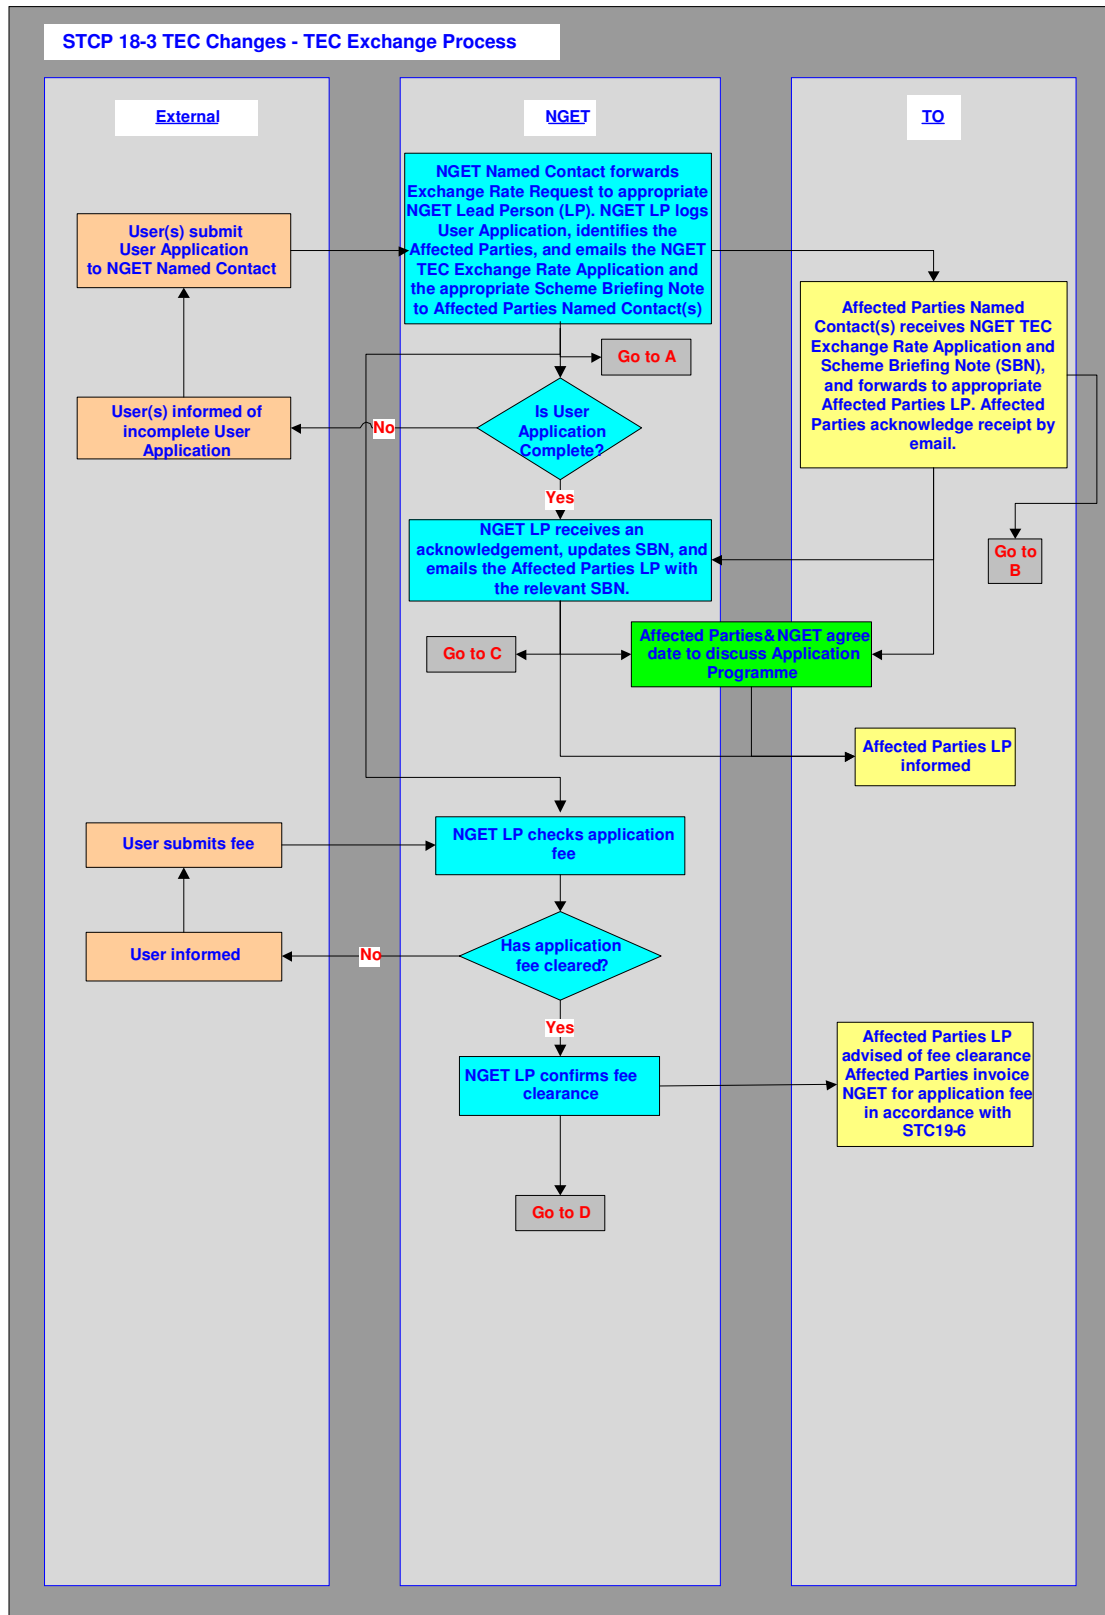 STCP 18-3 TEC Changes - TEC Exchange Process
External
NGET
TO
NGET Named Contact forwards
Exchange Rate Request to appropriate
NGET Lead Person (LP). NGET LP logs
User Application, identifies the
Affected Parties, and emails the NGET
TEC Exchange Rate Application and
the appropriate Scheme Briefing Note
to Affected Parties Named Contact(s)
User(s) submit
User Application
to NGET Named Contact
Affected Parties Named
Contact(s) receives NGET TEC
Exchange Rate Application and
Scheme Briefing Note (SBN),
and forwards to appropriate
Affected Parties LP. Affected
Parties acknowledge receipt by
email.
Go to A
Is User
Application
Complete?
No
User(s) informed of
incomplete User
Application
Yes
NGET LP receives an
acknowledgement, updates SBN, and
emails the Affected Parties LP with
the relevant SBN.
Go to
B
Go to C
Affected Parties & NGET agree
date to discuss Application
Programme
Affected Parties LP
informed
User submits fee
NGET LP checks application
fee
User informed
No
Has application
fee cleared?
Yes
NGET LP confirms fee
clearance
Affected Parties LP
advised of fee clearance
Affected Parties invoice
NGET for application fee
in accordance with
STC19-6
Go to D